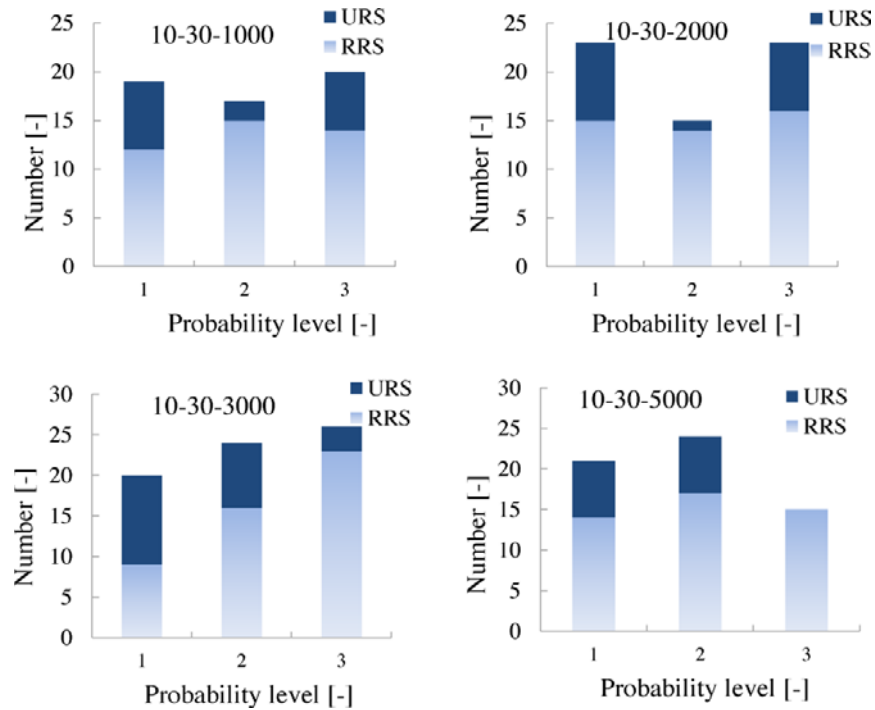 10-30-1000
URS
RRS
Number [-]
25
20
15
10
5
0
1 2 3
Probability level [-]
10-30-2000
URS
RRS
Number [-]
25
20
15
10
5
0
1 2 3
Probability level [-]
10-30-3000
URS
RRS
Number [-]
30
25
20
15
10
5
0
1 2 3
Probability level [-]
10-30-5000
URS
RRS
Number [-]
30
25
20
15
10
5
0
1 2 3
Probability level [-]